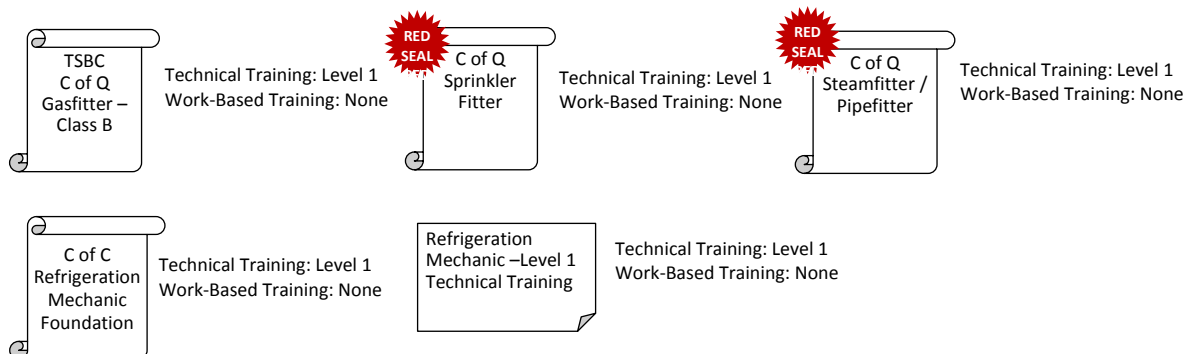 TSBC
C of Q
Gasfitter –
Class B
Technical Training: Level 1
Work-Based Training: None
RED
SEAL
C of Q
Sprinkler
Fitter
Technical Training: Level 1
Work-Based Training: None
RED
SEAL
C of Q
Steamfitter /
Pipefitter
Technical Training: Level 1
Work-Based Training: None
C of C
Refrigeration
Mechanic
Foundation
Technical Training: Level 1
Work-Based Training: None
Refrigeration
Mechanic –Level 1
Technical Training
Technical Training: Level 1
Work-Based Training: None